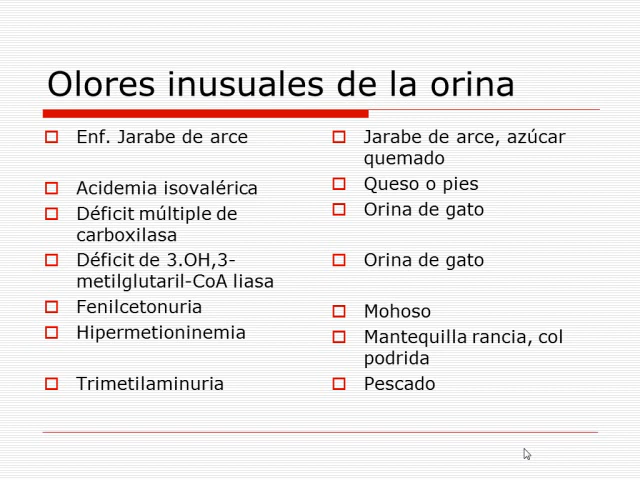 Olores inusuales de la orina
Enf. Jarabe de arce
Acidemia isovalérica
Déficit múltiple de
carboxilasa
Déficit de 3.OH,3-
metilglutaril-CoA liasa
Fenilcetonuria
Hipermetioninemia
Trimetilaminuria
Jarabe de arce, azúcar
quemado
Queso o pies
Orina de gato
Orina de gato
Mohoso
Mantequilla rancia, col
podrida
Pescado